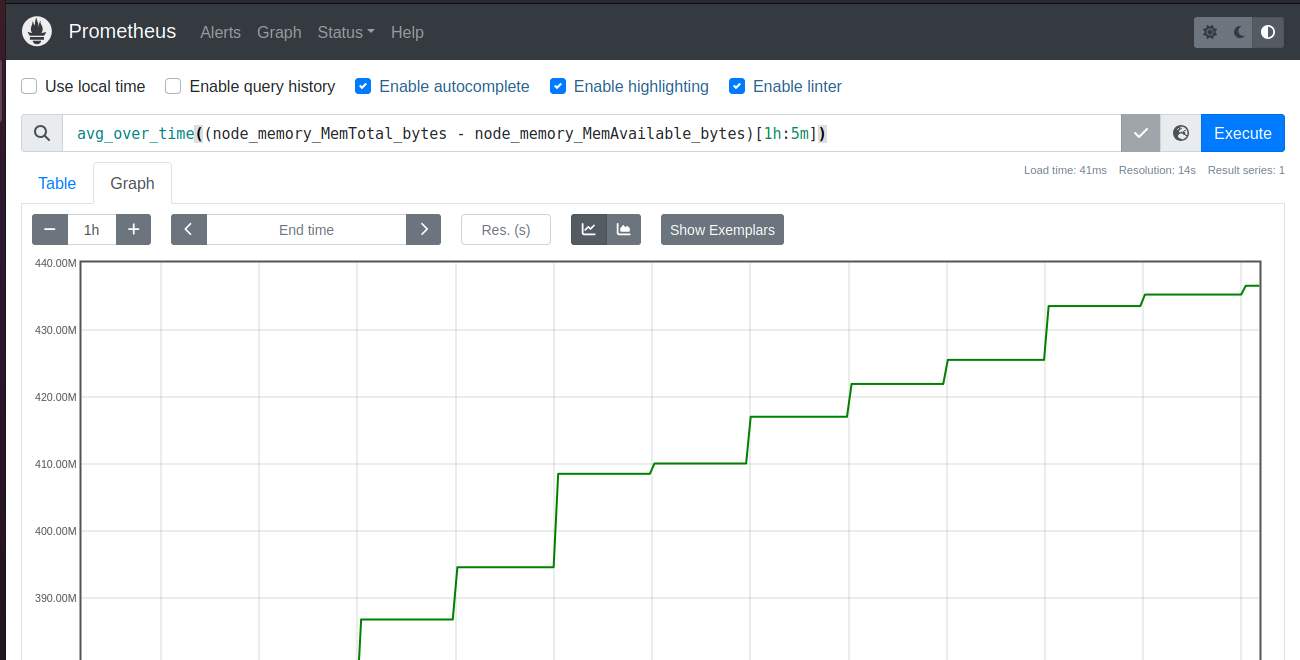 Prometheus Alerts Graph Status Help
Use local time Enable query history Enable autocomplete Enable highlighting Enable linter
avg_over_time((node_memory_MemTotal_bytes - node_memory_MemAvailable_bytes)[1h:5m]) Execute
Load time: 41ms Resolution: 14s Result series: 1
Table Graph
1h End time Res. (s) Show Exemplars
440.00M
430.00M
420.00M
410.00M
400.00M
390.00M